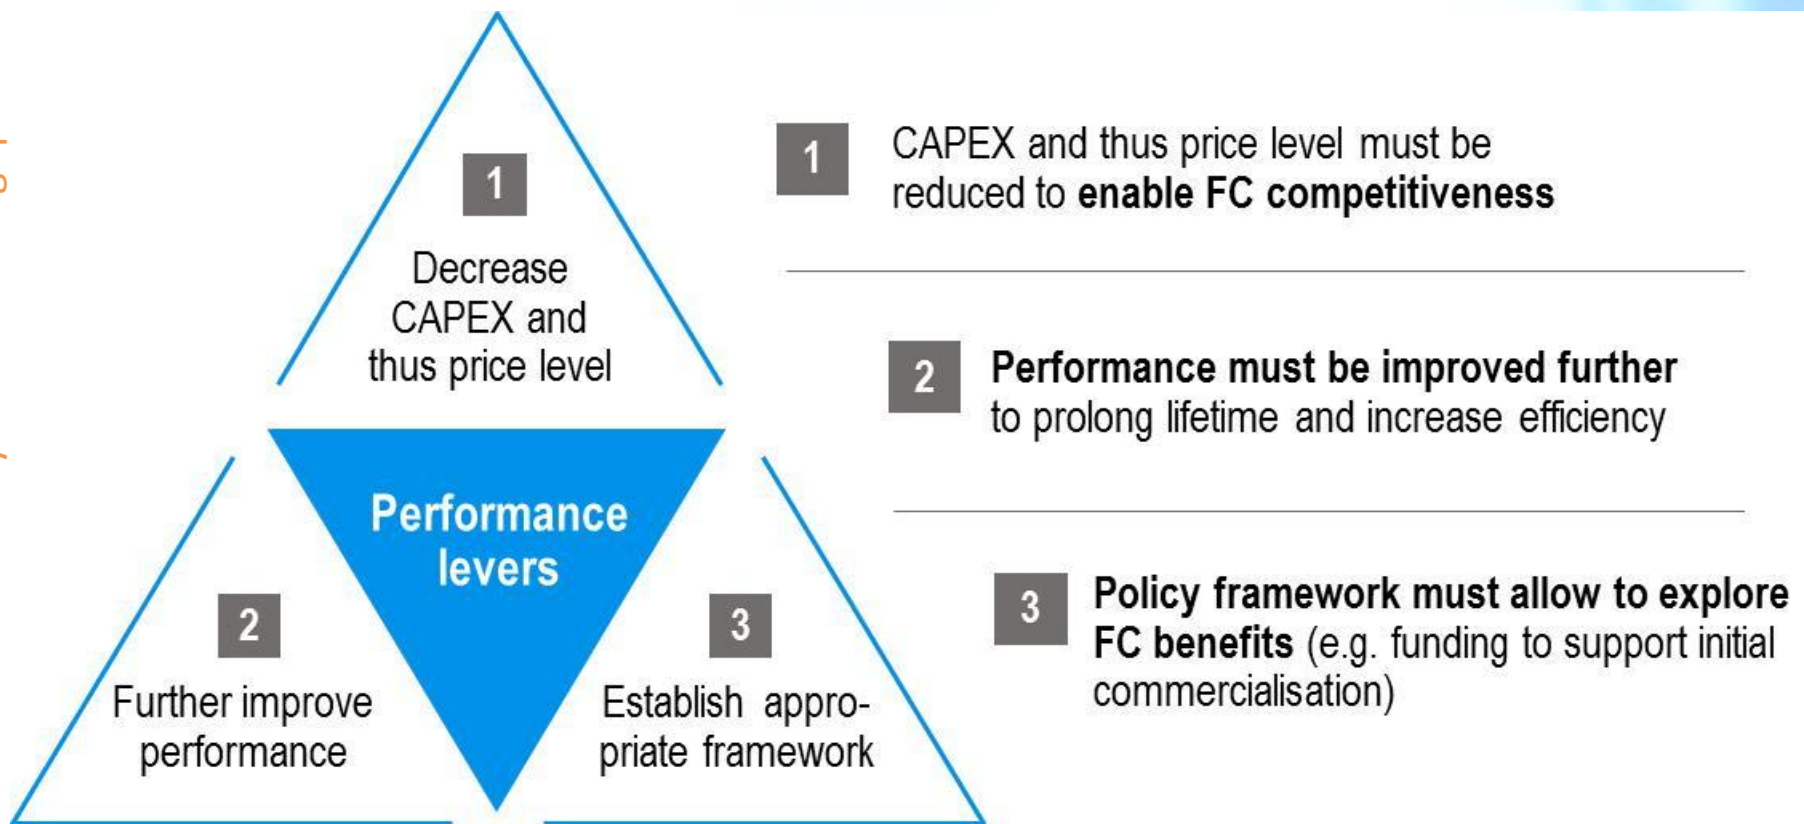 1
Decrease
CAPEX and
thus price level
Performance
levers
2
Further improve
performance
3
Establish appro-
priate framework
1
CAPEX and thus price level must be
reduced to enable FC competitiveness
2
Performance must be improved further
to prolong lifetime and increase efficiency
3
Policy framework must allow to explore
FC benefits (e.g. funding to support initial
commercialisation)